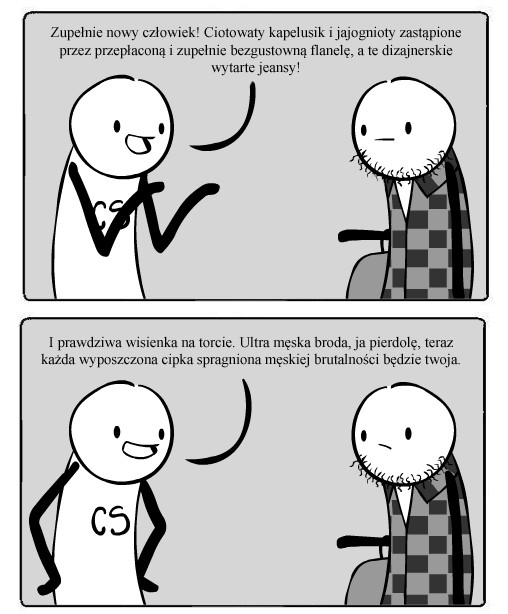 Zupełnie nowy człowiek! Ciotowaty kapelusik i jajognioty zastąpione
przez przepłaconą i zupełnie bezgustowną flanelę, a te dizajnerskie
wytarte jeansy!
CS
I prawdziwa wisienka na torcie. Ultra męska broda, ja pierdolę, teraz
każda wyposzczona cipka spragniona męskiej brutalności będzie twoja.
CS